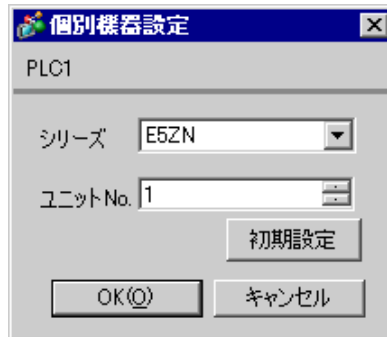 個別機器設定
PLC1
シリーズ E5ZN
ユニットNo. 1
初期設定
OK(O) キャンセル